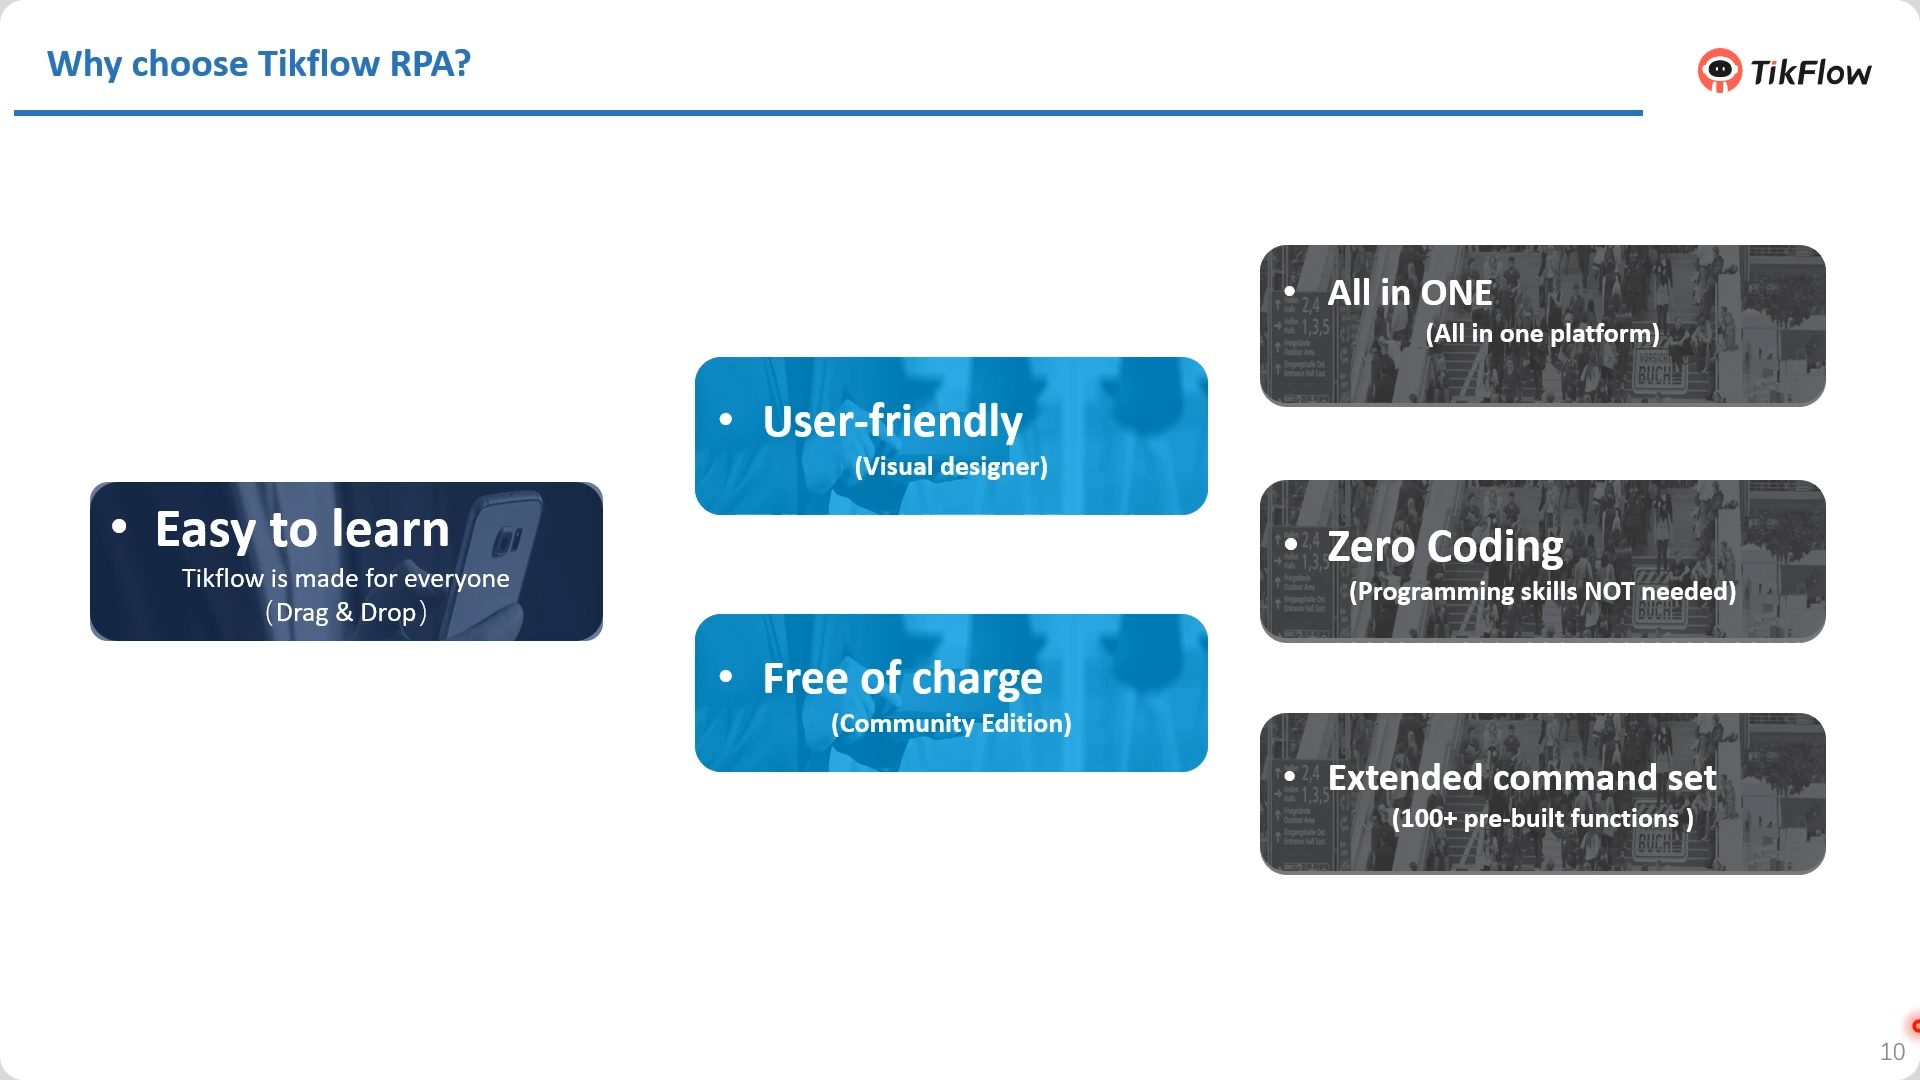 Why choose Tikflow RPA?
TikFlow
• Easy to learn
Tikflow is made for everyone
（Drag & Drop）
• User-friendly
(Visual designer)
• Free of charge
(Community Edition)
• All in ONE
(All in one platform)
• Zero Coding
(Programming skills NOT needed)
• Extended command set
(100+ pre-built functions )
10